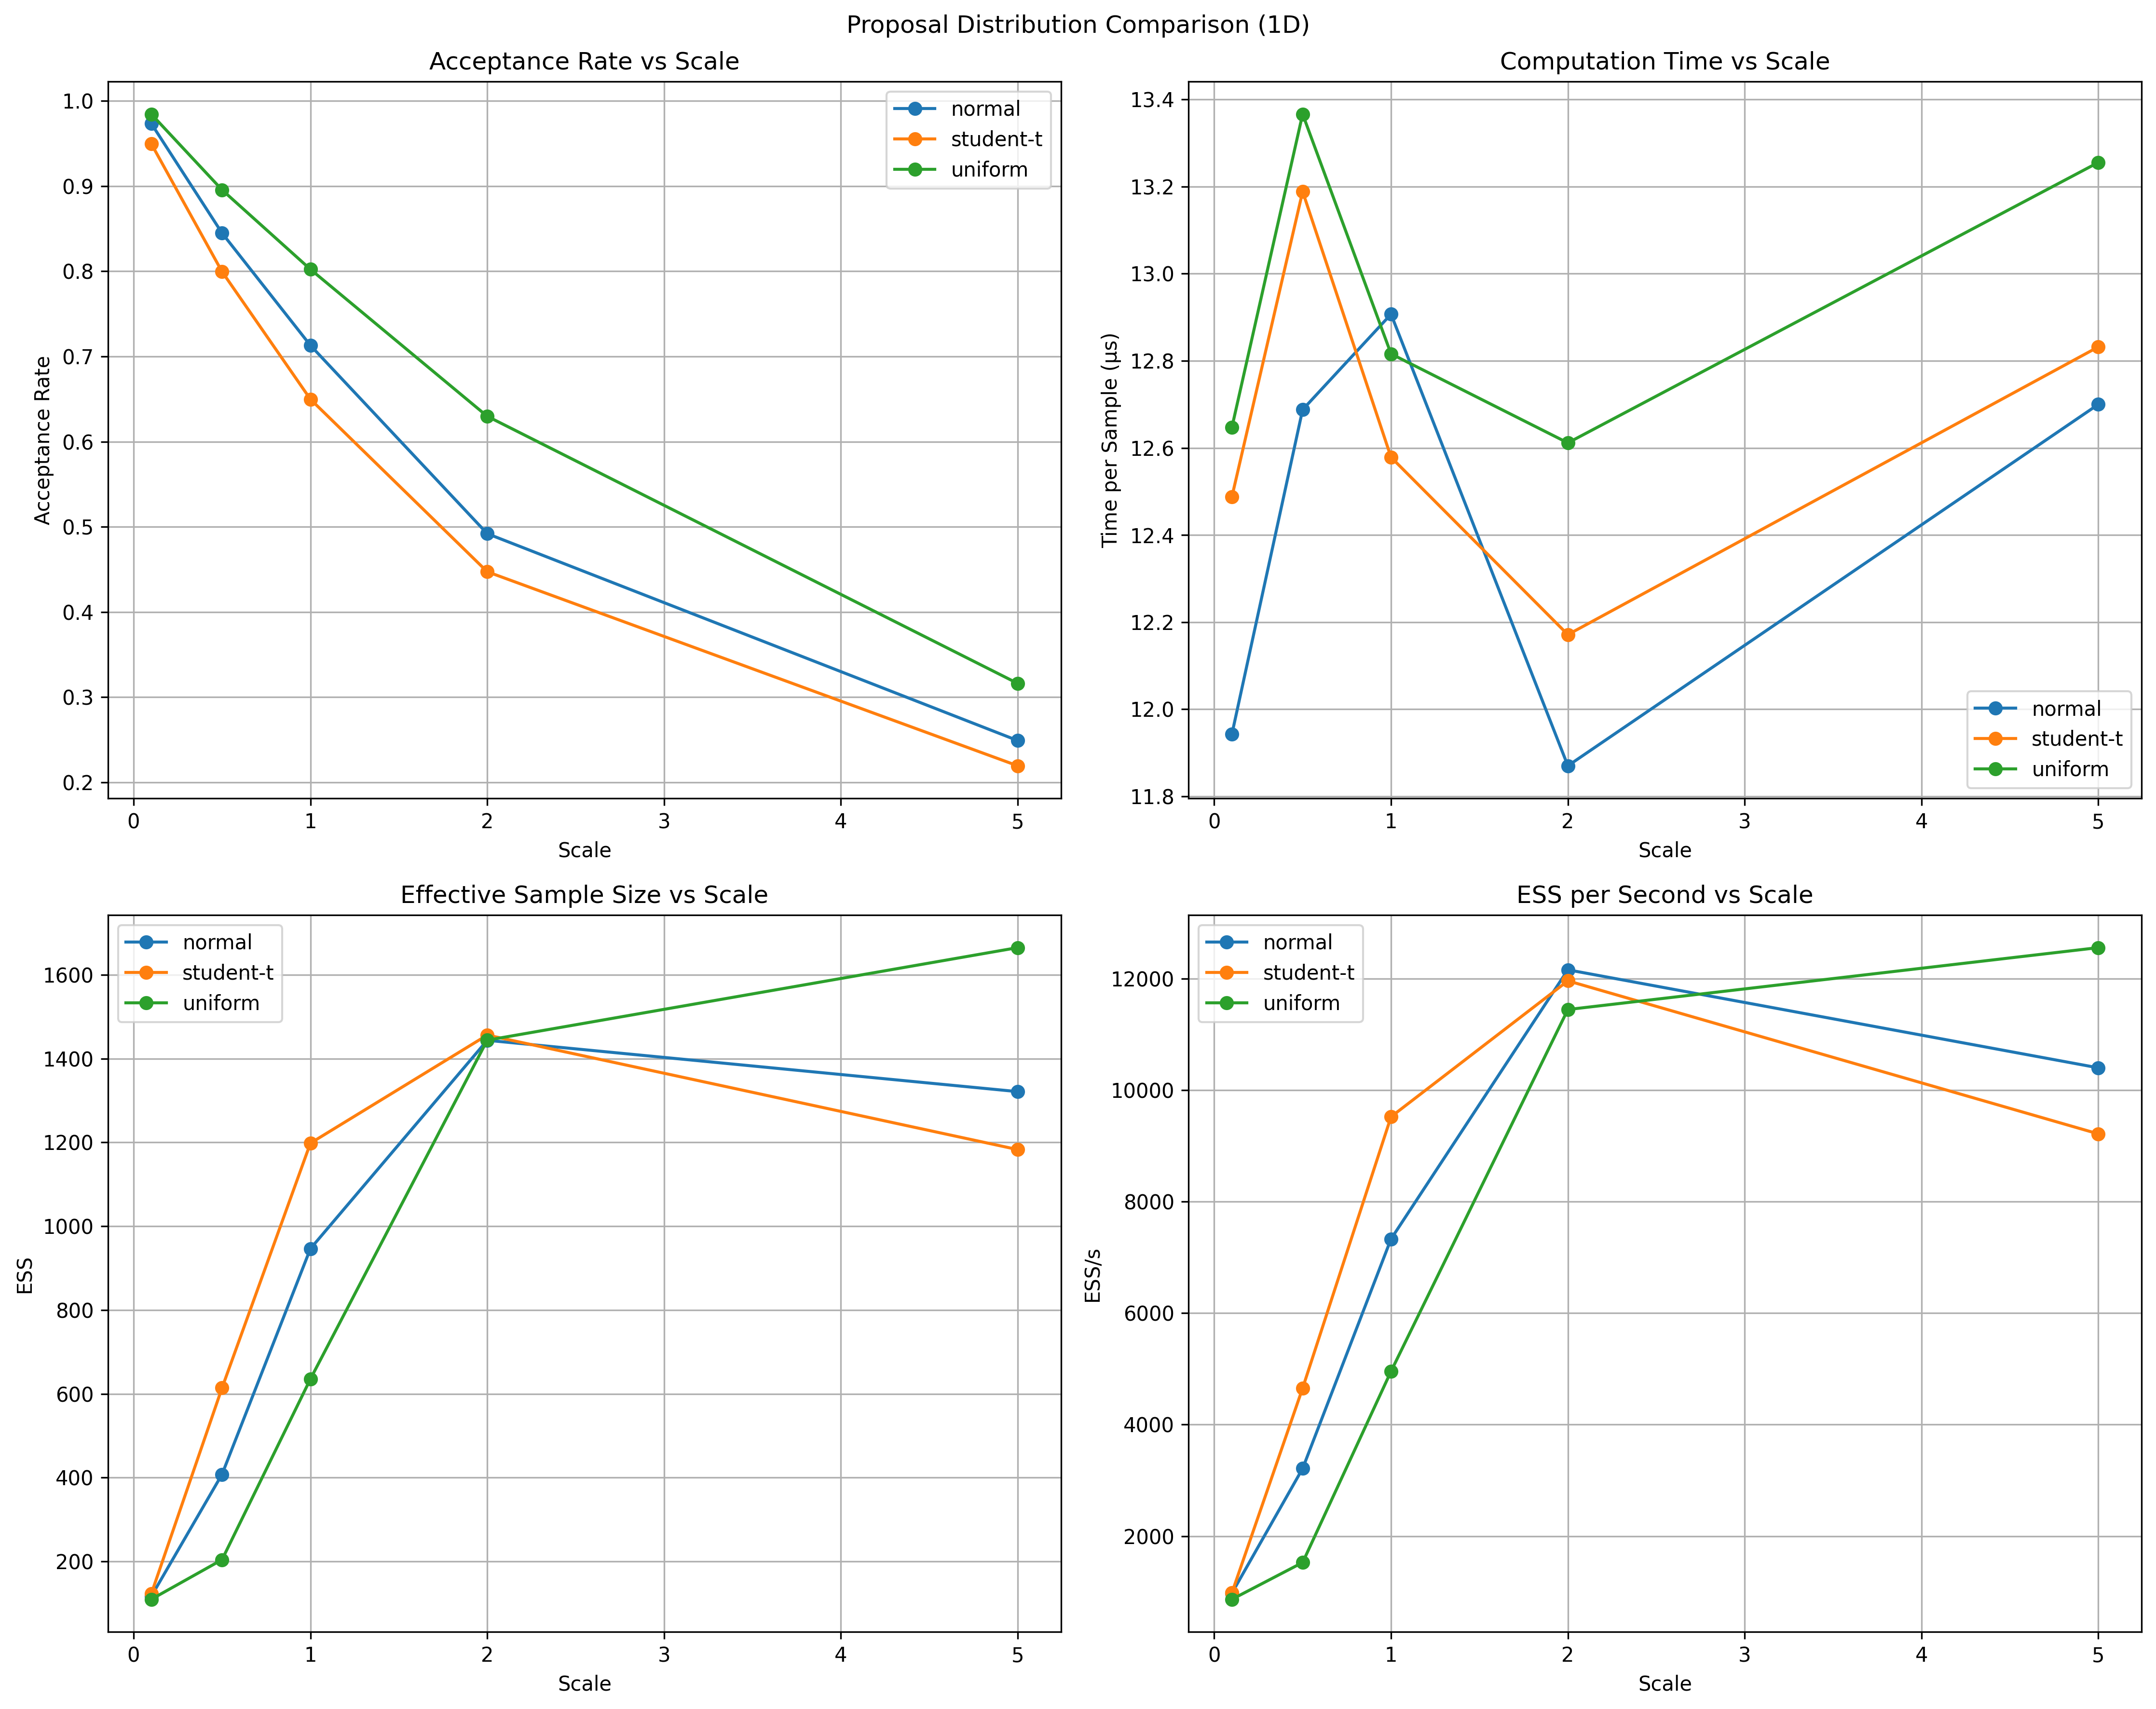 Proposal Distribution Comparison (1D)
Acceptance Rate vs Scale
Acceptance Rate
1.0
0.9
0.8
0.7
0.6
0.5
0.4
0.3
0.2
normal
student-t
uniform
0 1 2 3 4 5
Scale
Computation Time vs Scale
Time per Sample (μs)
13.4
13.2
13.0
12.8
12.6
12.4
12.2
12.0
11.8
normal
student-t
uniform
0 1 2 3 4 5
Scale
Effective Sample Size vs Scale
ESS
normal
student-t
uniform
1600
1400
1200
1000
800
600
400
200
0 1 2 3 4 5
Scale
ESS per Second vs Scale
ESS/s
normal
student-t
uniform
12000
10000
8000
6000
4000
2000
0 1 2 3 4 5
Scale